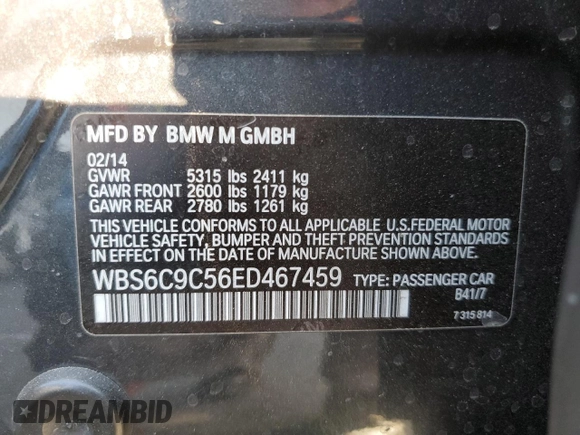 MFD BY BMW M GMBH
02/14
GVWR 5315 lbs 2411 kg
GAWR FRONT 2600 lbs 1179 kg
GAWR REAR 2780 lbs 1261 kg
THIS VEHICLE CONFORMS TO ALL APPLICABLE U.S.FEDERAL MOTOR
VEHICLE SAFETY, BUMPER AND THEFT PREVENTION STANDARDS
IN EFFECT ON THE DATE OF MANUFACTURE SHOWN ABOVE.
WBS6C9C56ED467459 TYPE: PASSENGER CAR
B41/7
7 315 814
DREAMBID